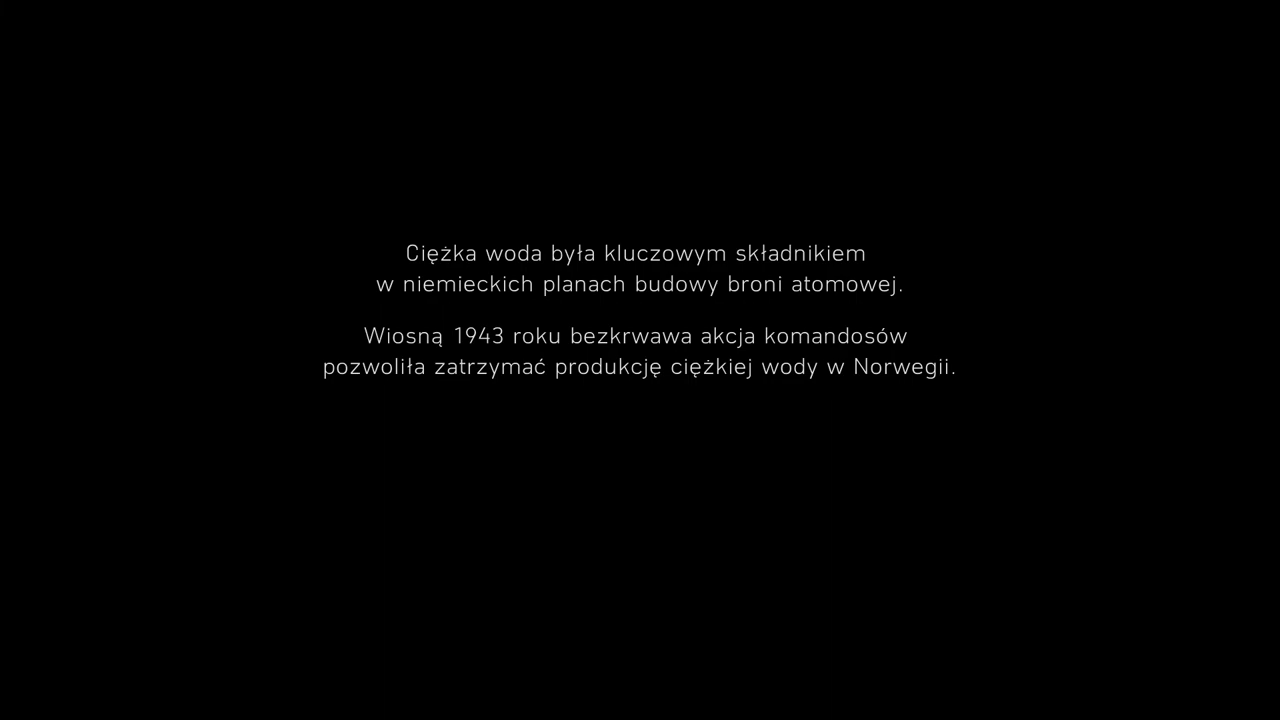 Ciężka woda była kluczowym składnikiem
w niemieckich planach budowy broni atomowej.
Wiosną 1943 roku bezkrwawa akcja komandosów
pozwoliła zatrzymać produkcję ciężkiej wody w Norwegii.